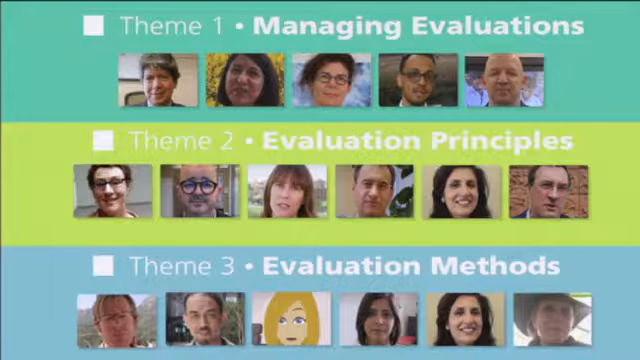 Theme 1 • Managing Evaluations
Theme 2 • Evaluation Principles
Theme 3 • Evaluation Methods